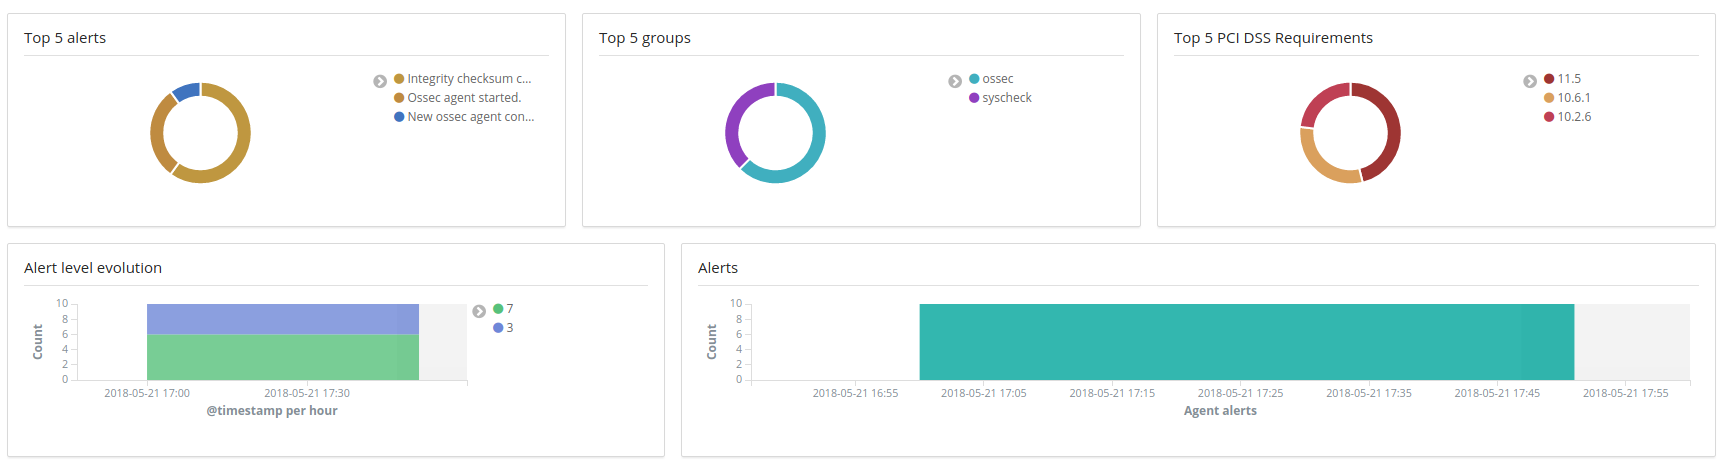 Top 5 alerts
Integrity checksum c...
Ossec agent started.
New ossec agent con...
Top 5 groups
ossec
syscheck
Top 5 PCI DSS Requirements
11.5
10.6.1
10.2.6
Alert level evolution
10
8
6
4
2
0
Count
2018-05-21 17:00
2018-05-21 17:30
@timestamp per hour
7
3
Alerts
10
8
6
4
2
0
Count
2018-05-21 16:55
2018-05-21 17:05
2018-05-21 17:15
2018-05-21 17:25
2018-05-21 17:35
2018-05-21 17:45
2018-05-21 17:55
Agent alerts